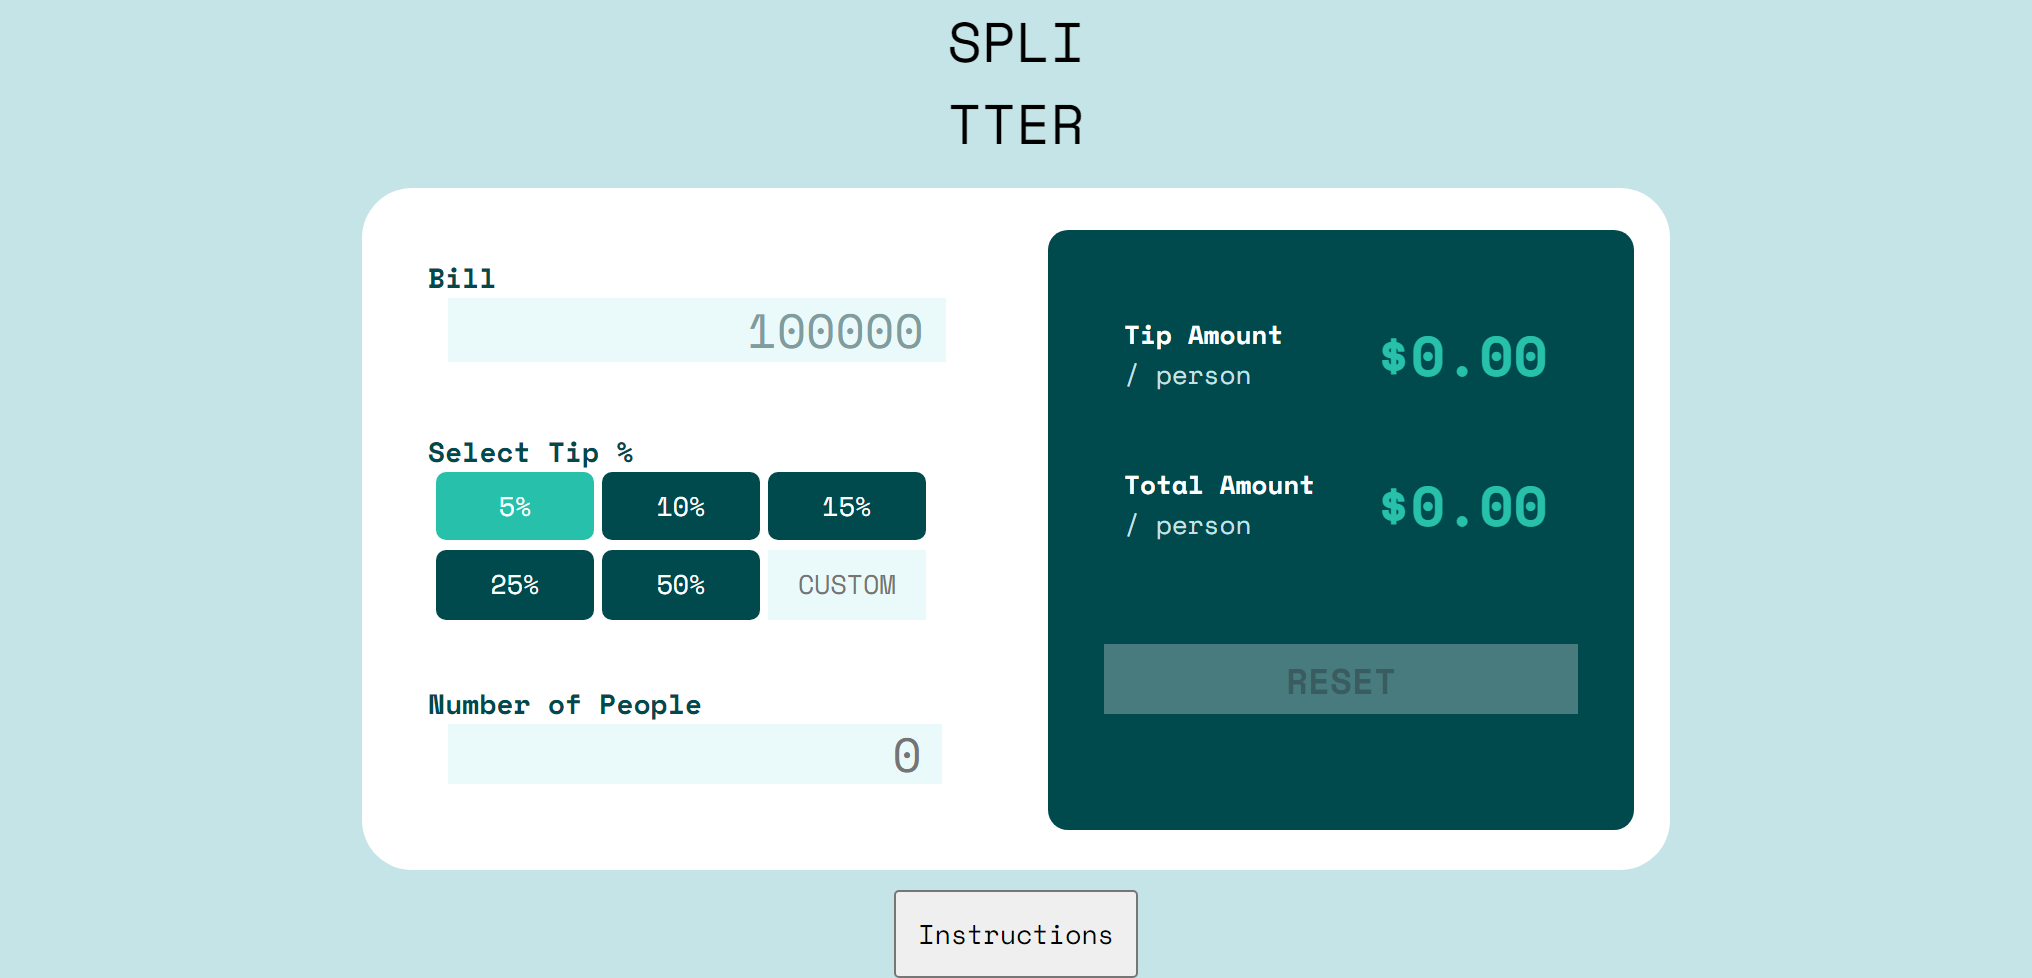 SPLI
TTER
Bill
100000
Select Tip %
5% 10% 15%
25% 50% CUSTOM
Number of People
0
Tip Amount
/ person
$0.00
Total Amount
/ person
$0.00
RESET
Instructions